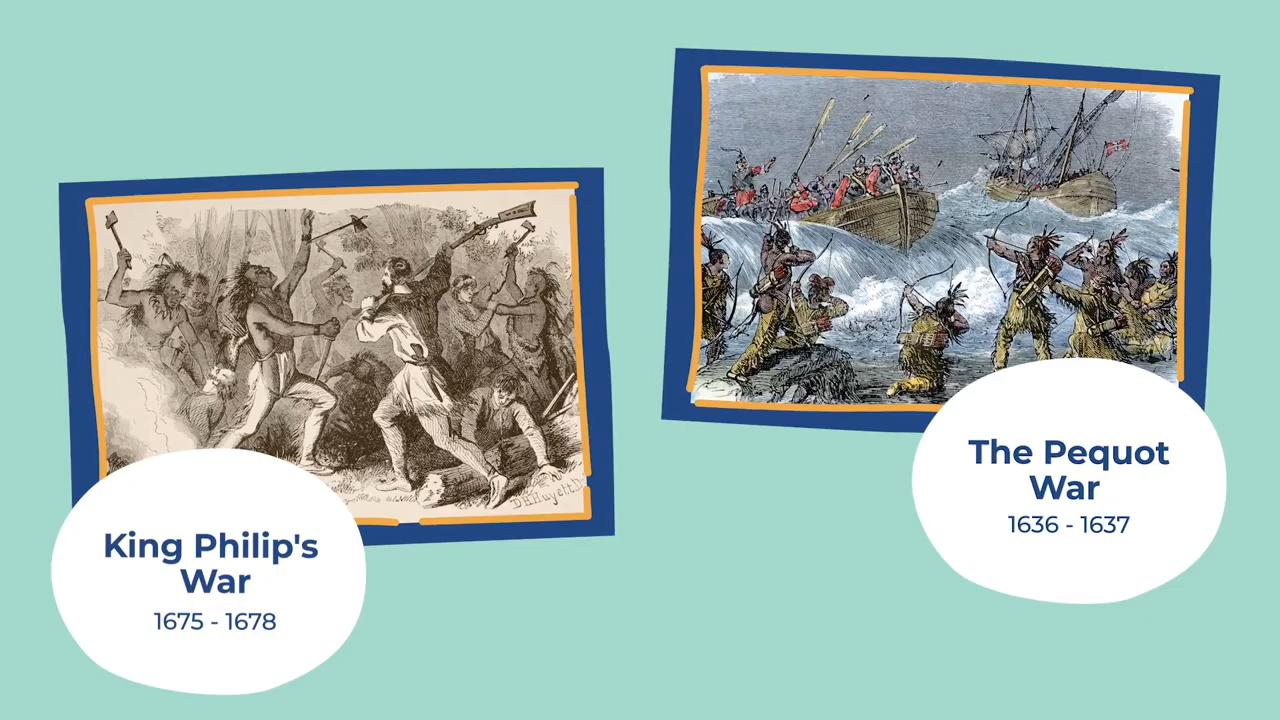 King Philip's
War
1675 - 1678
The Pequot
War
1636 - 1637